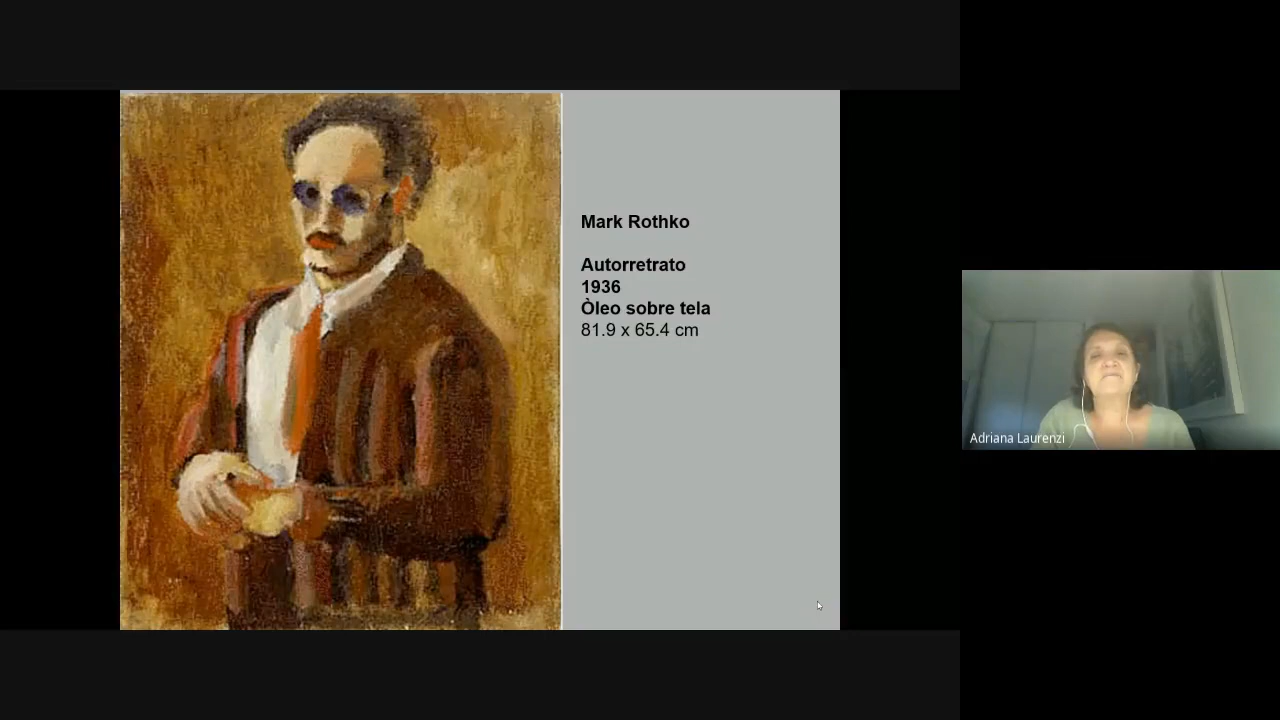 Mark Rothko
Autorretrato
1936
Òleo sobre tela
81.9 x 65.4 cm
Adriana Laurenzi